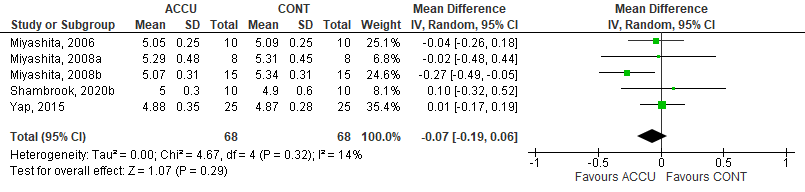 ACCU CONT Mean Difference Mean Difference
Study or Subgroup Mean SD Total Mean SD Total Weight IV, Random, 95% CI IV, Random, 95% CI
Miyashita, 2006 5.05 0.25 10 5.09 0.25 10 25.1% -0.04 [-0.26, 0.18]
Miyashita, 2008a 5.29 0.48 8 5.31 0.45 8 6.8% -0.02 [-0.48, 0.44]
Miyashita, 2008b 5.07 0.31 15 5.34 0.31 15 24.6% -0.27 [-0.49, -0.05]
Shambrook, 2020b 5 0.3 10 4.9 0.6 10 8.1% 0.10 [-0.32, 0.52]
Yap, 2015 4.88 0.35 25 4.87 0.28 25 35.4% 0.01 [-0.17, 0.19]
Total (95% CI) 68 68 100.0% -0.07 [-0.19, 0.06]
Heterogeneity: Tau² = 0.00; Chi² = 4.67, df = 4 (P = 0.32); I² = 14%
Test for overall effect: Z = 1.07 (P = 0.29)
-1 -0.5 0 0.5 1
Favours ACCU Favours CONT